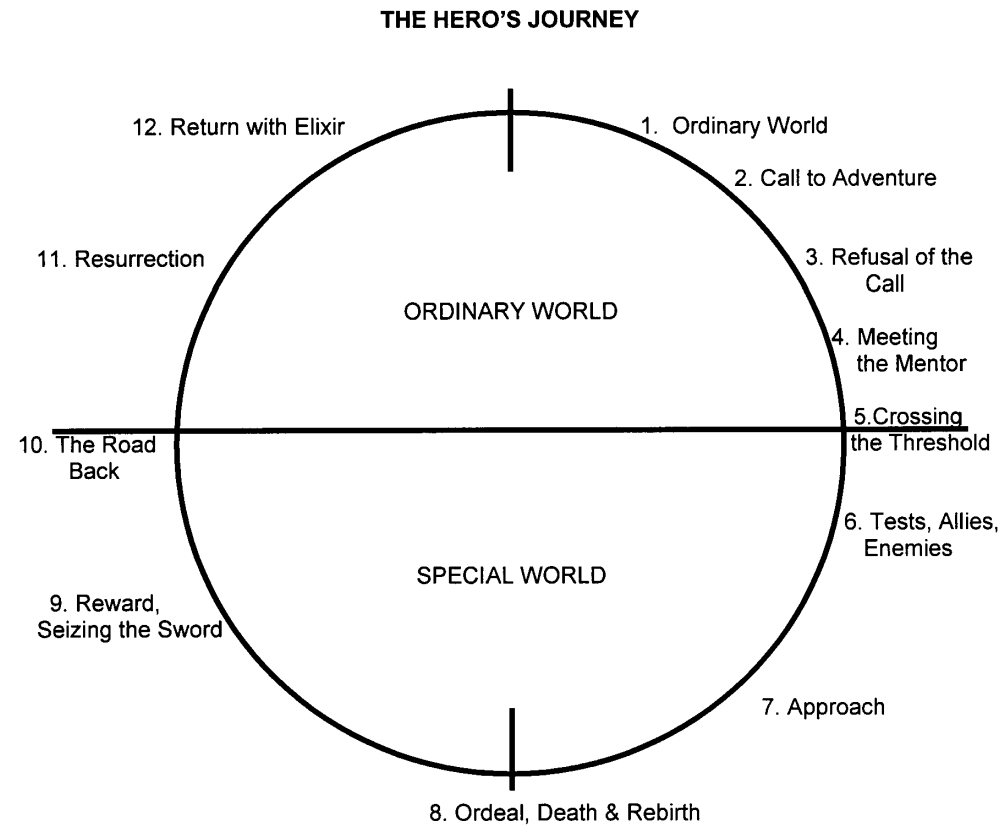 THE HERO'S JOURNEY
12. Return with Elixir
1. Ordinary World
2. Call to Adventure
11. Resurrection
3. Refusal of the
Call
ORDINARY WORLD
4. Meeting
the Mentor
5.Crossing
the Threshold
10. The Road
Back
6. Tests, Allies,
Enemies
SPECIAL WORLD
9. Reward,
Seizing the Sword
7. Approach
8. Ordeal, Death & Rebirth